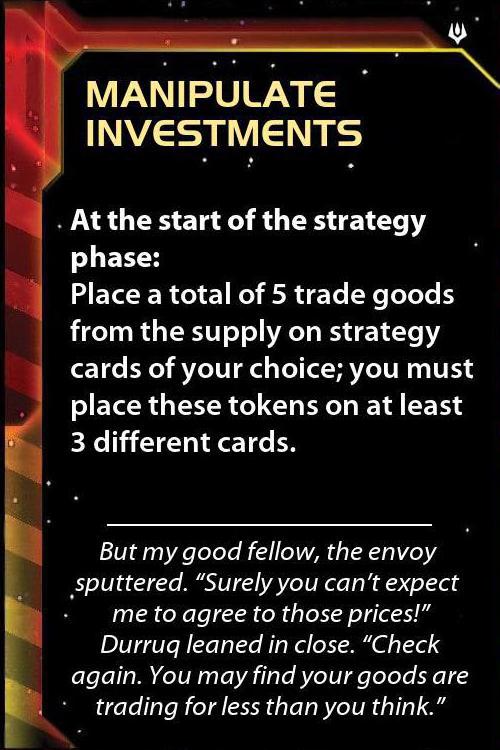 MANIPULATE
INVESTMENTS
At the start of the strategy
phase:
Place a total of 5 trade goods
from the supply on strategy
cards of your choice; you must
place these tokens on at least
3 different cards.
But my good fellow, the envoy
sputtered. “Surely you can’t expect
me to agree to those prices!”
Durruq leaned in close. “Check
again. You may find your goods are
trading for less than you think.”